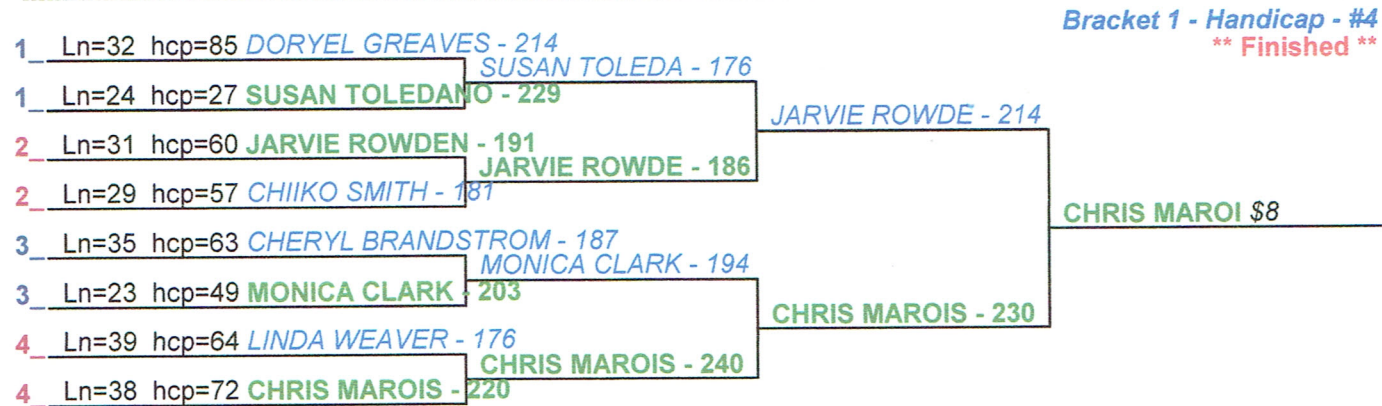 Bracket 1 - Handicap - #4
** Finished **
1_ Ln=32 hcp=85 DORYEL GREAVES - 214
SUSAN TOLEDA - 176
1_ Ln=24 hcp=27 SUSAN TOLEDANO - 229
JARVIE ROWDE - 214
2_ Ln=31 hcp=60 JARVIE ROWDEN - 191
JARVIE ROWDE - 186
2_ Ln=29 hcp=57 CHIIKO SMITH - 181
CHRIS MAROI $8
3_ Ln=35 hcp=63 CHERYL BRANDSTROM - 187
MONICA CLARK - 194
3_ Ln=23 hcp=49 MONICA CLARK - 203
CHRIS MAROIS - 230
4_ Ln=39 hcp=64 LINDA WEAVER - 176
CHRIS MAROIS - 240
4_ Ln=38 hcp=72 CHRIS MAROIS - 220